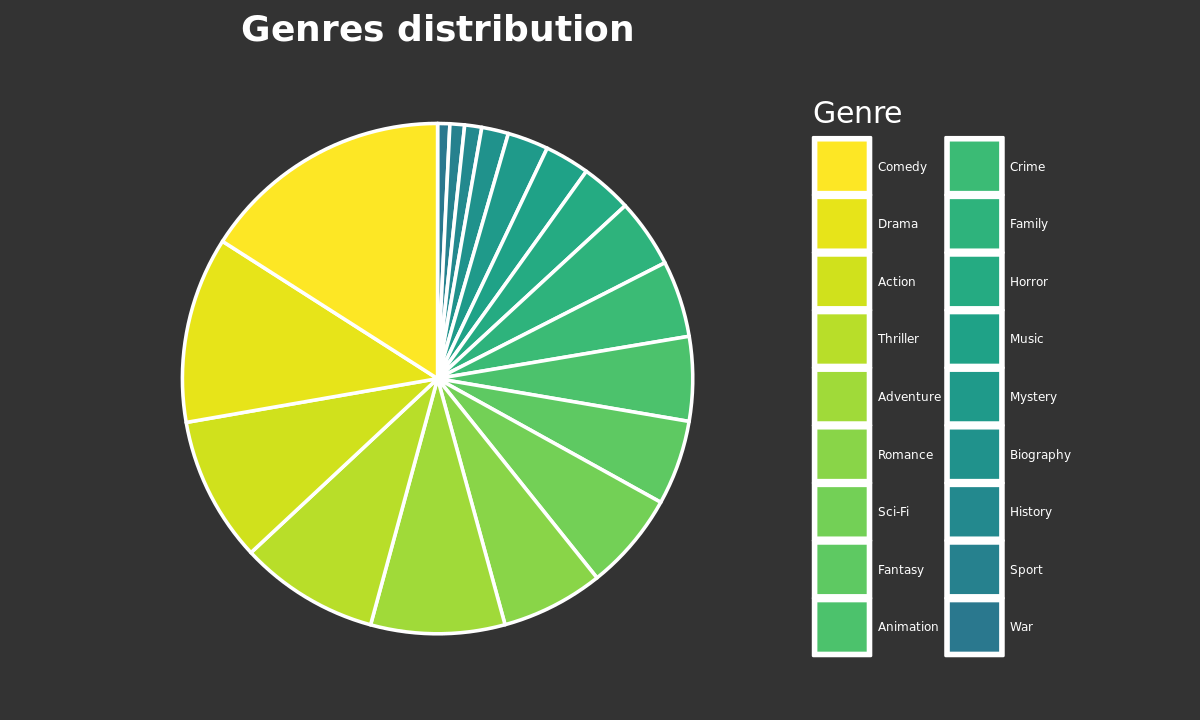 Genres distribution
Genre
Comedy
Drama
Action
Thriller
Adventure
Romance
Sci-Fi
Fantasy
Animation
Crime
Family
Horror
Music
Mystery
Biography
History
Sport
War